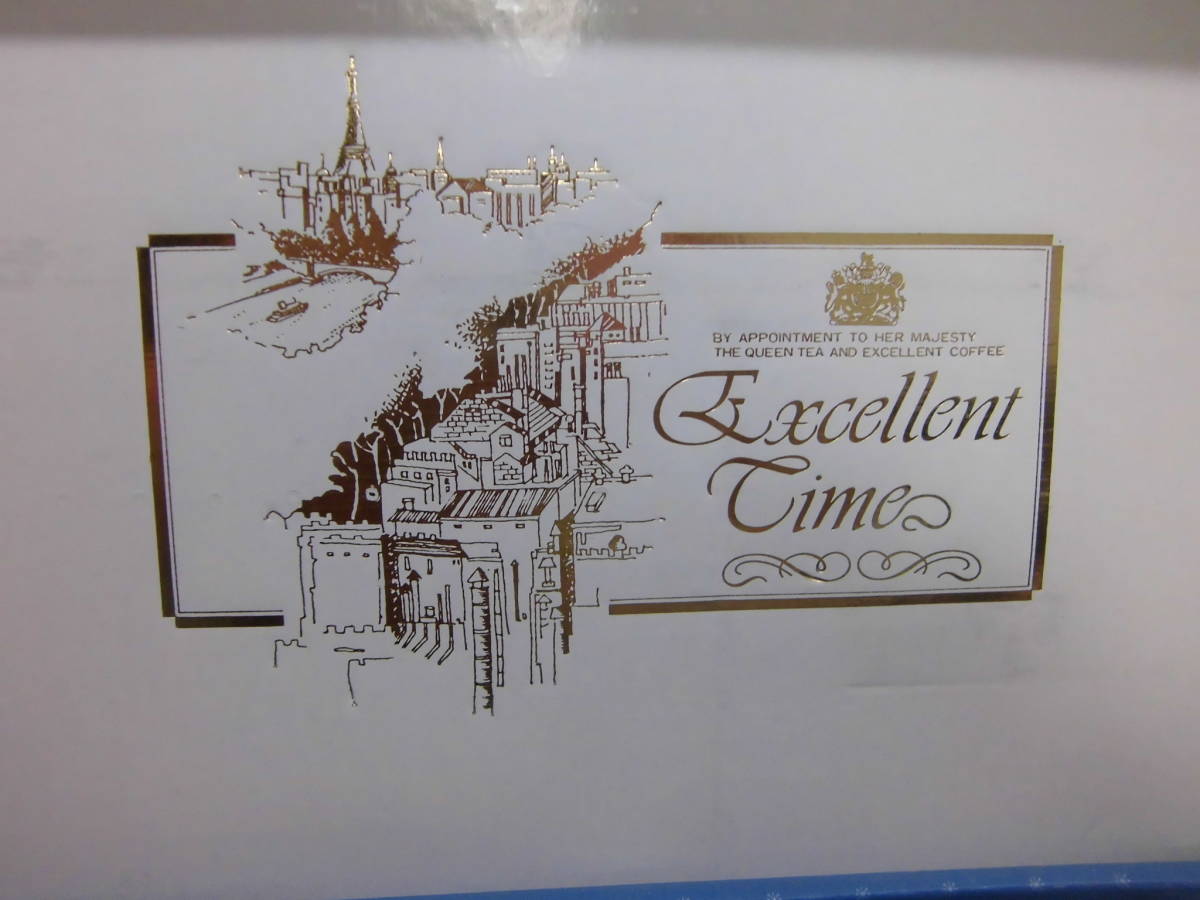 BY APPOINTMENT TO HER MAJESTY
THE QUEEN TEA AND EXCELLENT COFFEE
Excellent
Time